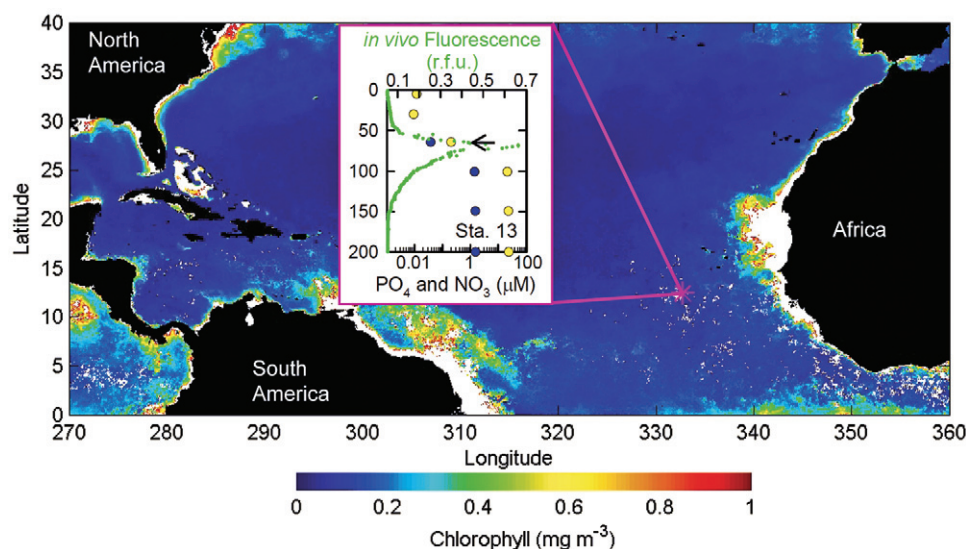 40
35
30
25
20
15
10
5
0
Latitude
North
America
in vivo Fluorescence
(r.f.u.)
0.1 0.3 0.5 0.7
0
50
100
150
200
Sta. 13
0.01 1 100
PO4 and NO3 (μM)
Africa
South
America
270 280 290 300 310 320 330 340 350 360
Longitude
0 0.2 0.4 0.6 0.8 1
Chlorophyll (mg m⁻³)